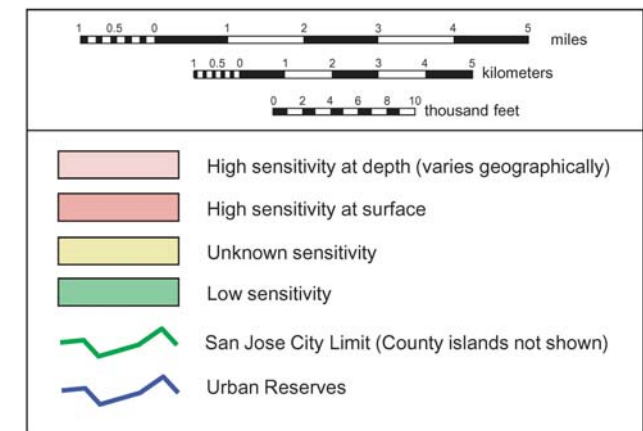 1 0.5 0 1 2 3 4 5 miles
1 0.5 0 1 2 3 4 5 kilometers
0 2 4 6 8 10 thousand feet
High sensitivity at depth (varies geographically)
High sensitivity at surface
Unknown sensitivity
Low sensitivity
San Jose City Limit (County islands not shown)
Urban Reserves